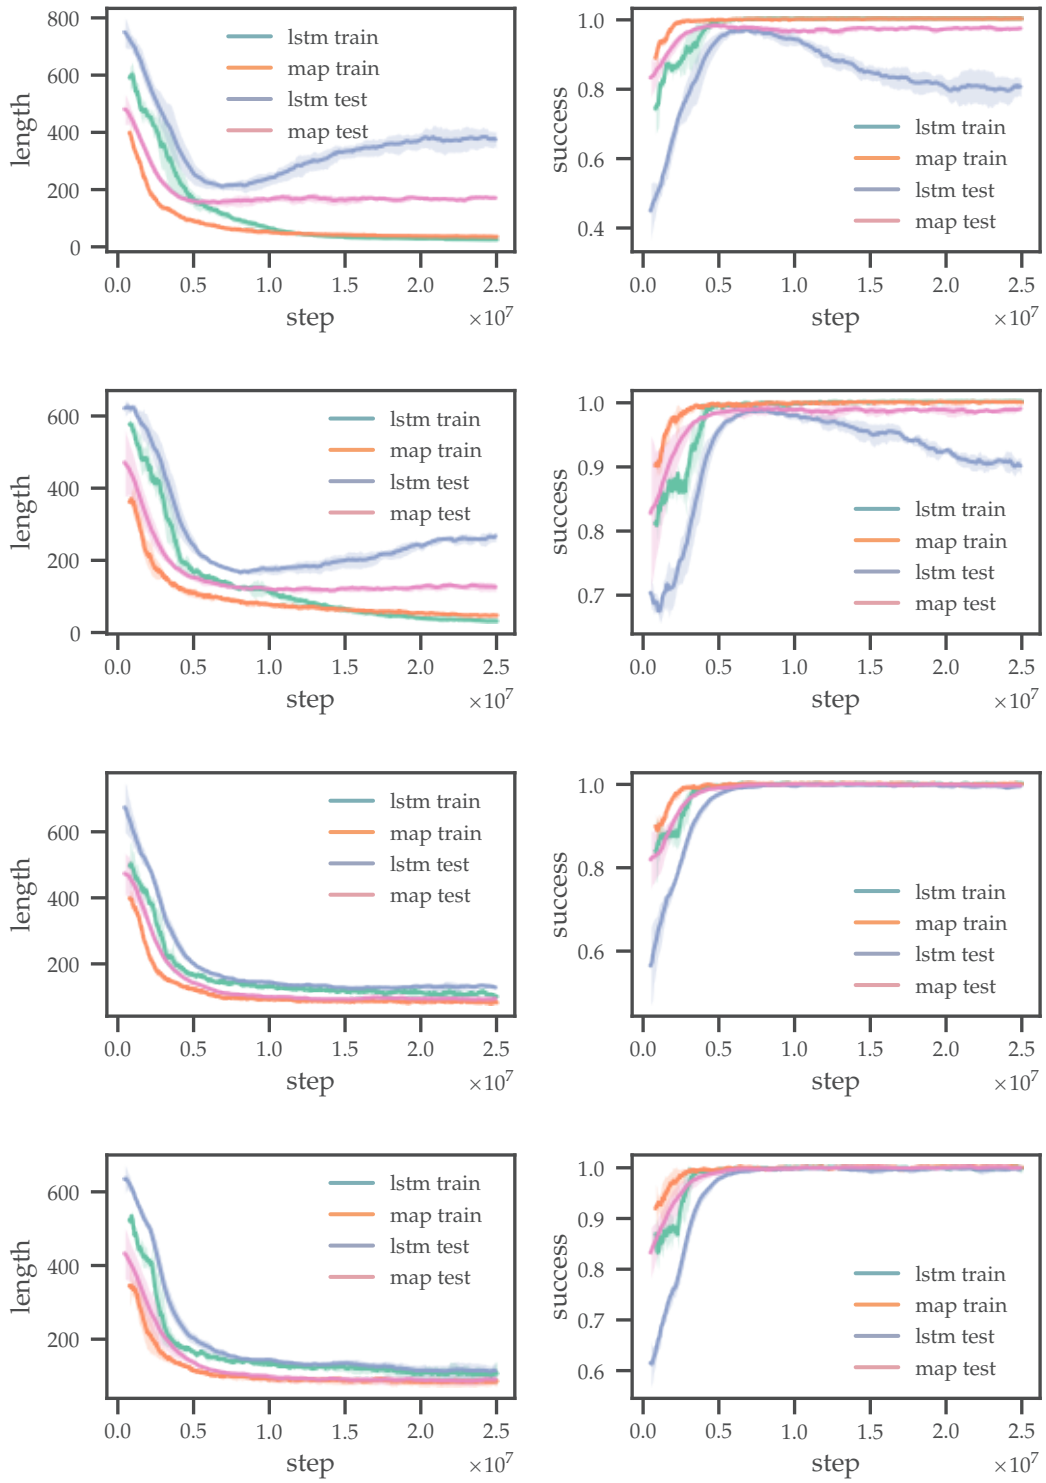 800
600
400
200
0
length
lstm train
map train
lstm test
map test
0.0 0.5 1.0 1.5 2.0 2.5
step
×10⁷
1.0
0.8
0.6
0.4
success
lstm train
map train
lstm test
map test
0.0 0.5 1.0 1.5 2.0 2.5
step
×10⁷
600
400
200
0
length
lstm train
map train
lstm test
map test
0.0 0.5 1.0 1.5 2.0 2.5
step
×10⁷
1.0
0.9
0.8
0.7
success
lstm train
map train
lstm test
map test
0.0 0.5 1.0 1.5 2.0 2.5
step
×10⁷
600
400
200
length
lstm train
map train
lstm test
map test
0.0 0.5 1.0 1.5 2.0 2.5
step
×10⁷
1.0
0.8
0.6
success
lstm train
map train
lstm test
map test
0.0 0.5 1.0 1.5 2.0 2.5
step
×10⁷
600
400
200
length
lstm train
map train
lstm test
map test
0.0 0.5 1.0 1.5 2.0 2.5
step
×10⁷
1.0
0.9
0.8
0.7
0.6
success
lstm train
map train
lstm test
map test
0.0 0.5 1.0 1.5 2.0 2.5
step
×10⁷